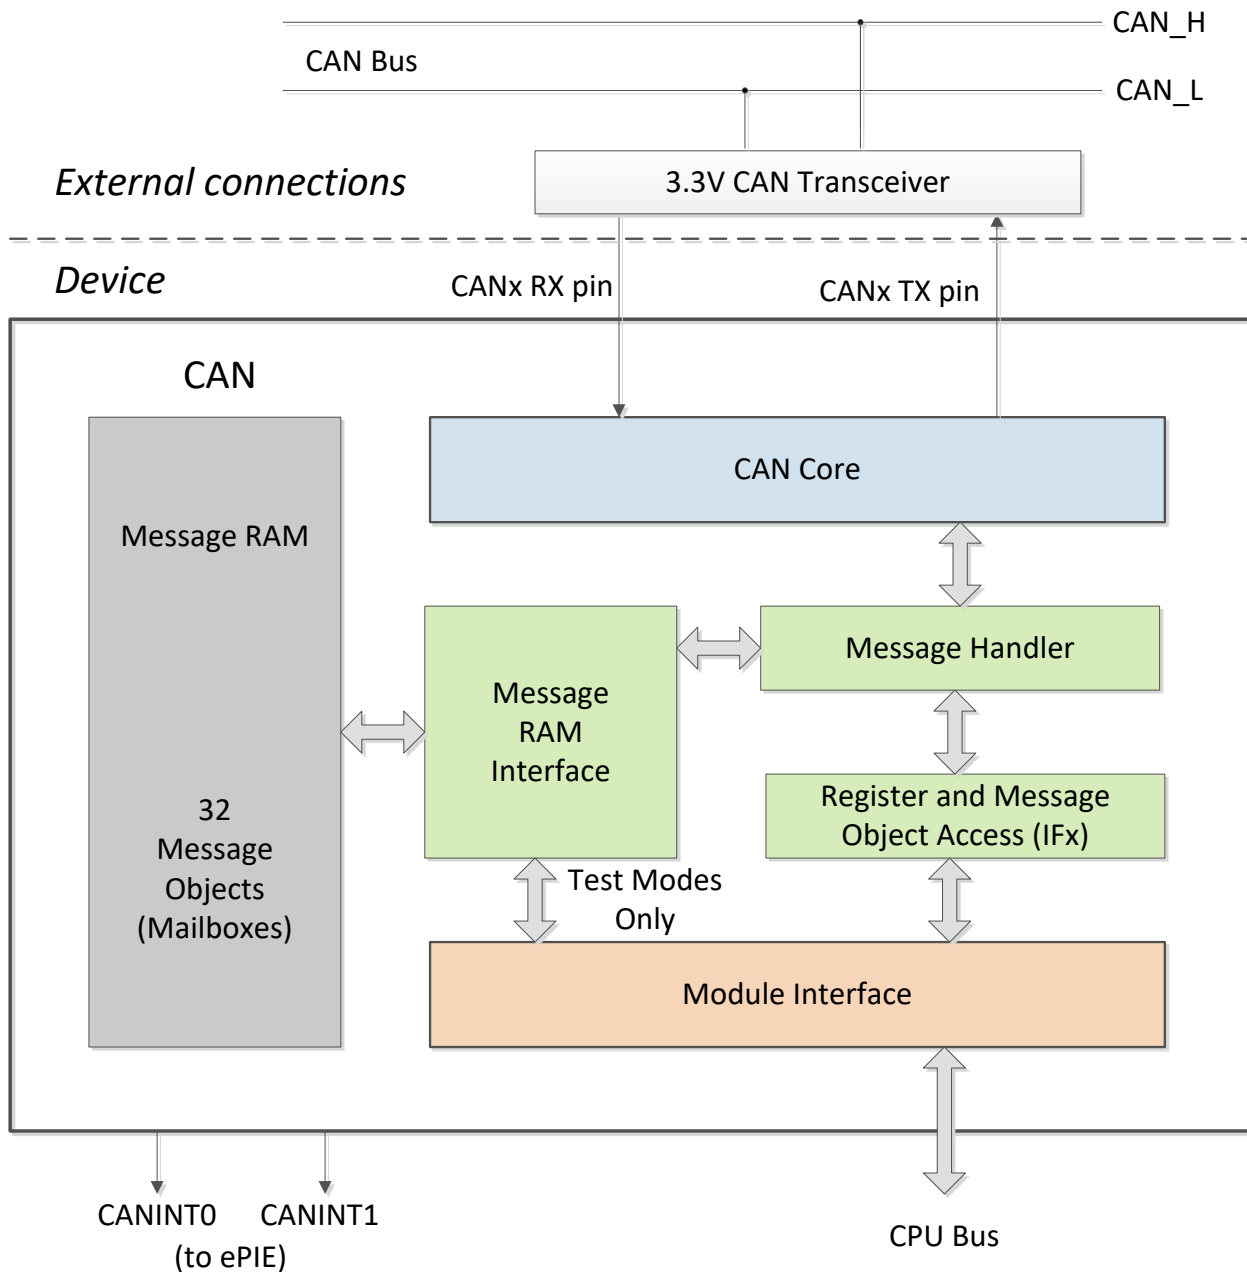 CAN_H
CAN Bus
CAN_L
External connections
3.3V CAN Transceiver
Device
CANx RX pin
CANx TX pin
CAN
CAN Core
Message RAM
Message Handler
Message
RAM
Interface
Register and Message
Object Access (IFx)
32
Message
Objects
(Mailboxes)
Test Modes
Only
Module Interface
CANINT0
CANINT1
(to ePIE)
CPU Bus